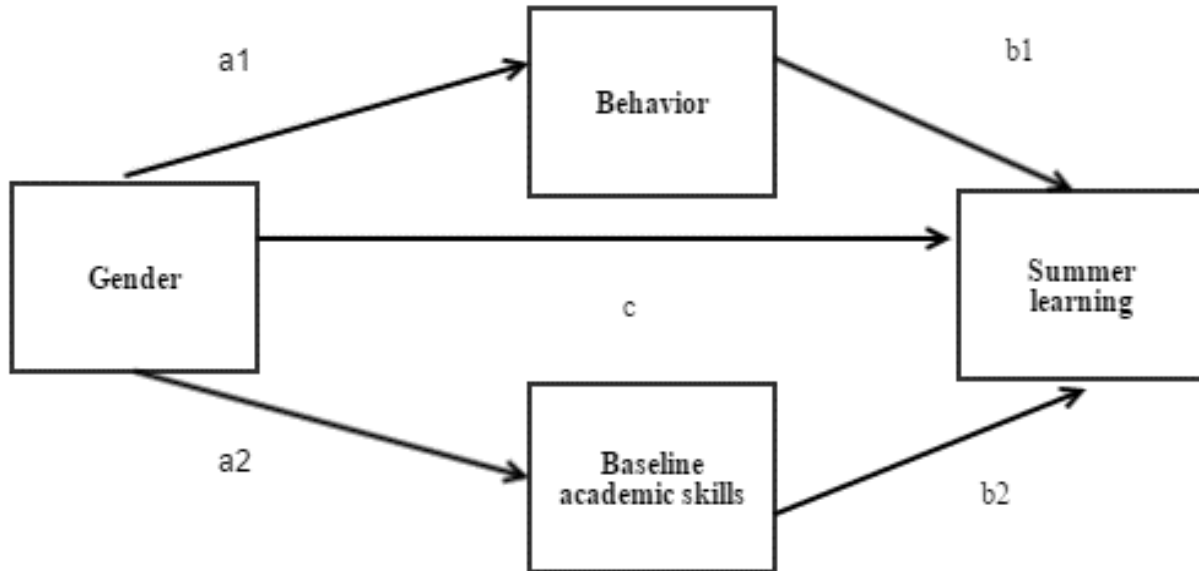 a1
b1
Behavior
Gender
Summer
learning
c
a2
Baseline
academic skills
b2